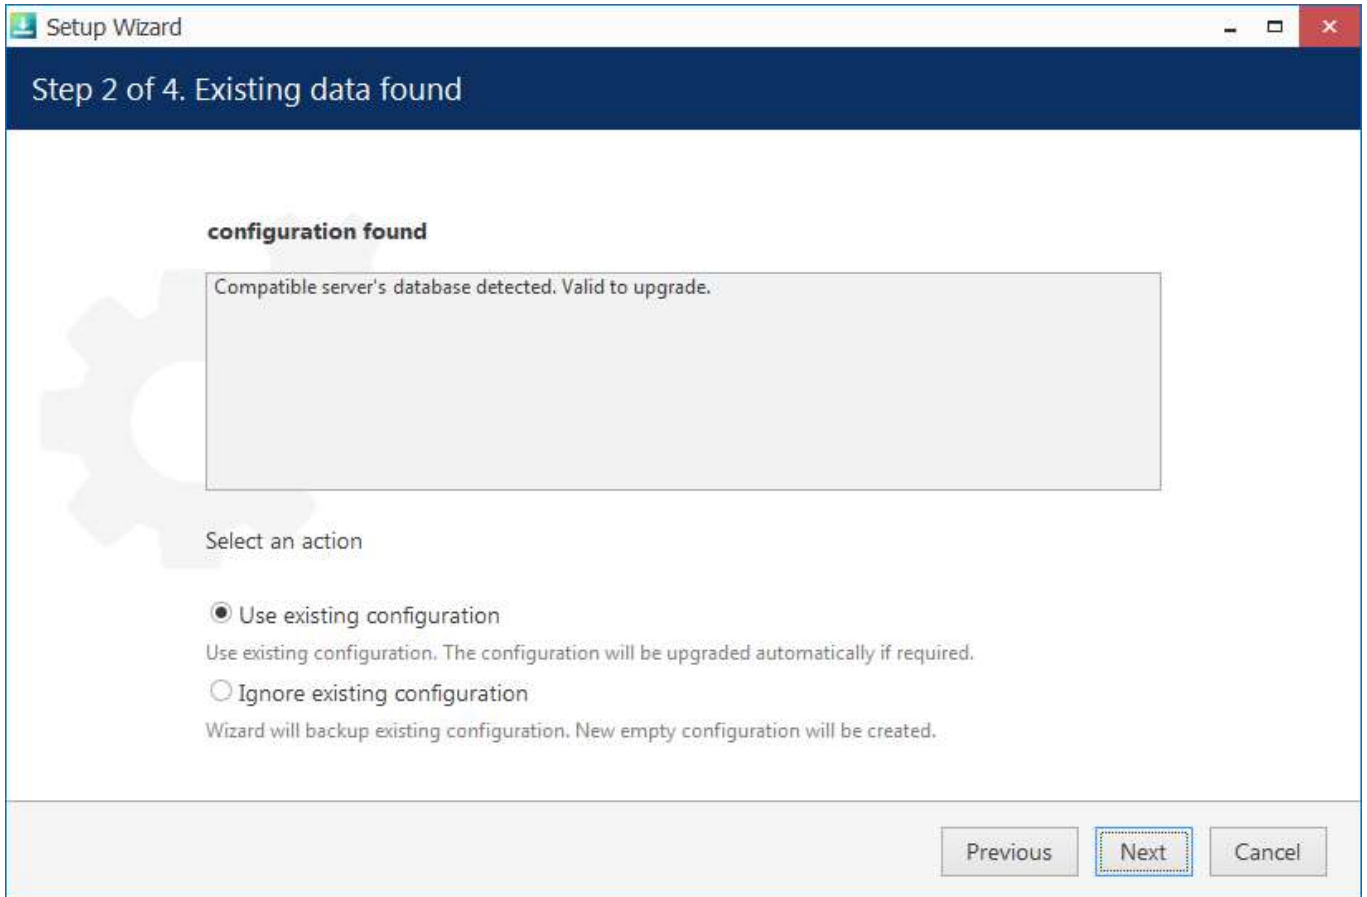 Setup Wizard
Step 2 of 4. Existing data found
configuration found
Compatible server's database detected. Valid to upgrade.
Select an action
Use existing configuration
Use existing configuration. The configuration will be upgraded automatically if required.
Ignore existing configuration
Wizard will backup existing configuration. New empty configuration will be created.
Previous Next Cancel